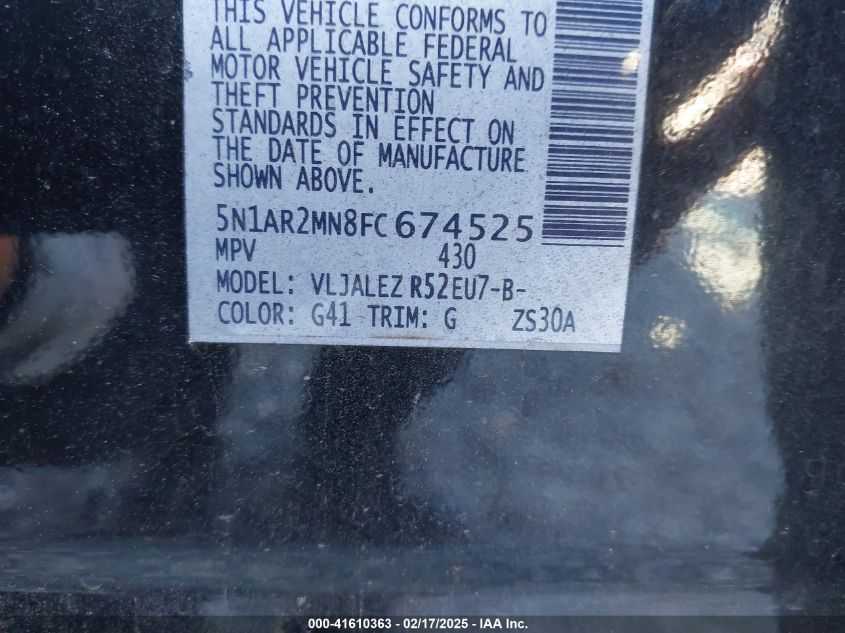 THIS VEHICLE CONFORMS TO
ALL APPLICABLE FEDERAL
MOTOR VEHICLE SAFETY AND
THEFT PREVENTION
STANDARDS IN EFFECT ON
THE DATE OF MANUFACTURE
SHOWN ABOVE.
5N1AR2MN8FC674525
MPV 430
MODEL: VLJALEZ R52EU7-B-
COLOR: G41 TRIM: G ZS30A
000-41610363 - 02/17/2025 - IAA Inc.